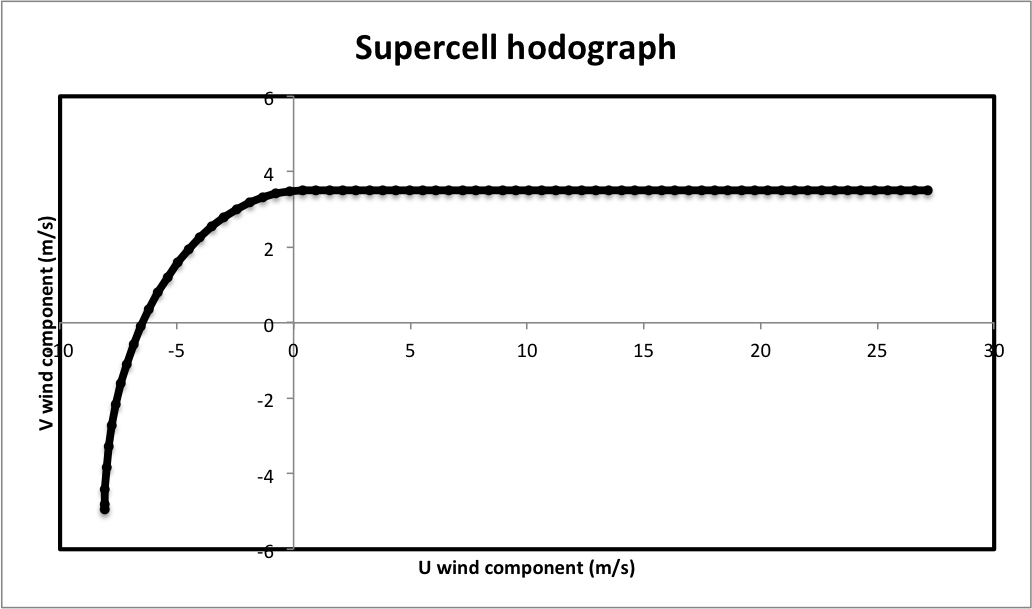 Supercell hodograph
6
4
2
0
-2
-4
-6
-10 -5 0 5 10 15 20 25 30
V wind component (m/s)
U wind component (m/s)